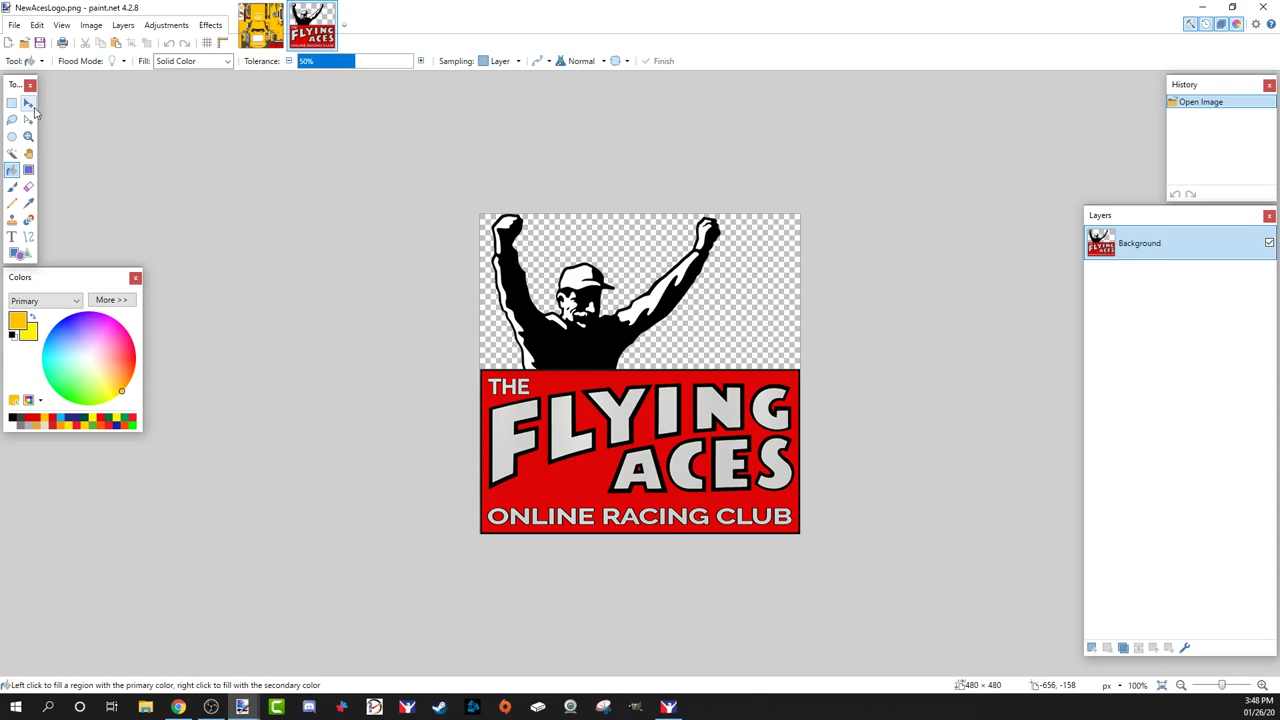 NewAcesLogo.png - paint.net 4.2.8
File Edit View Image Layers Adjustments Effects
Tool: Flood Mode: Fill: Solid Color Tolerance: 50% Sampling: Layer Normal Finish
To...
History
Open Image
Layers
Background
Colors
Primary More >>
THE
FLYING
ACES
ONLINE RACING CLUB
Left click to fill a region with the primary color, right click to fill with the secondary color
480 × 480 -656, -158 px 100%
3:48 PM
01/26/20